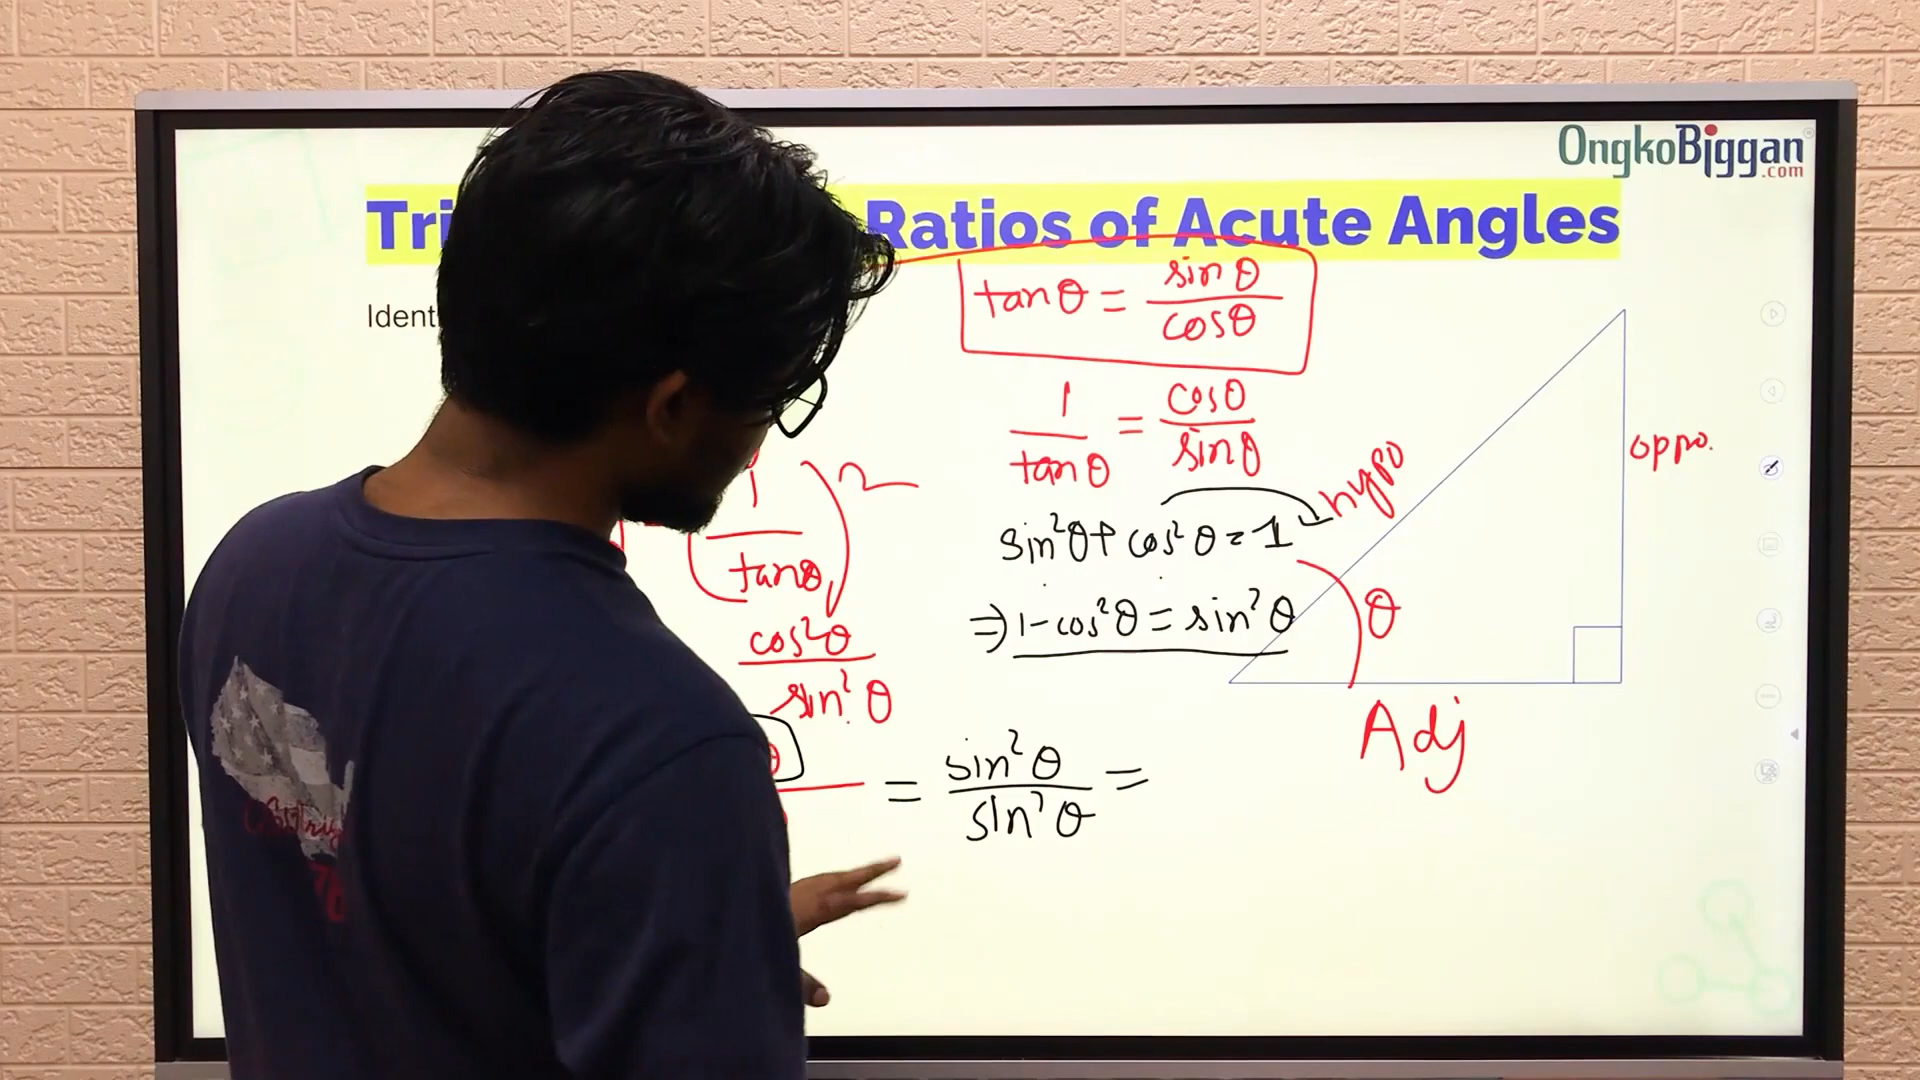 OngkoBiggan
.com
Tri Ratios of Acute Angles
Ident
tanθ = sinθ / cosθ
1 / tanθ = cosθ / sinθ
hypo
oppo.
(1 / tanθ)²
sin²θ + cos²θ = 1
⇒ 1 - cos²θ = sin²θ
θ
cos²θ / sin²θ
Adj
= sin²θ / sin²θ =